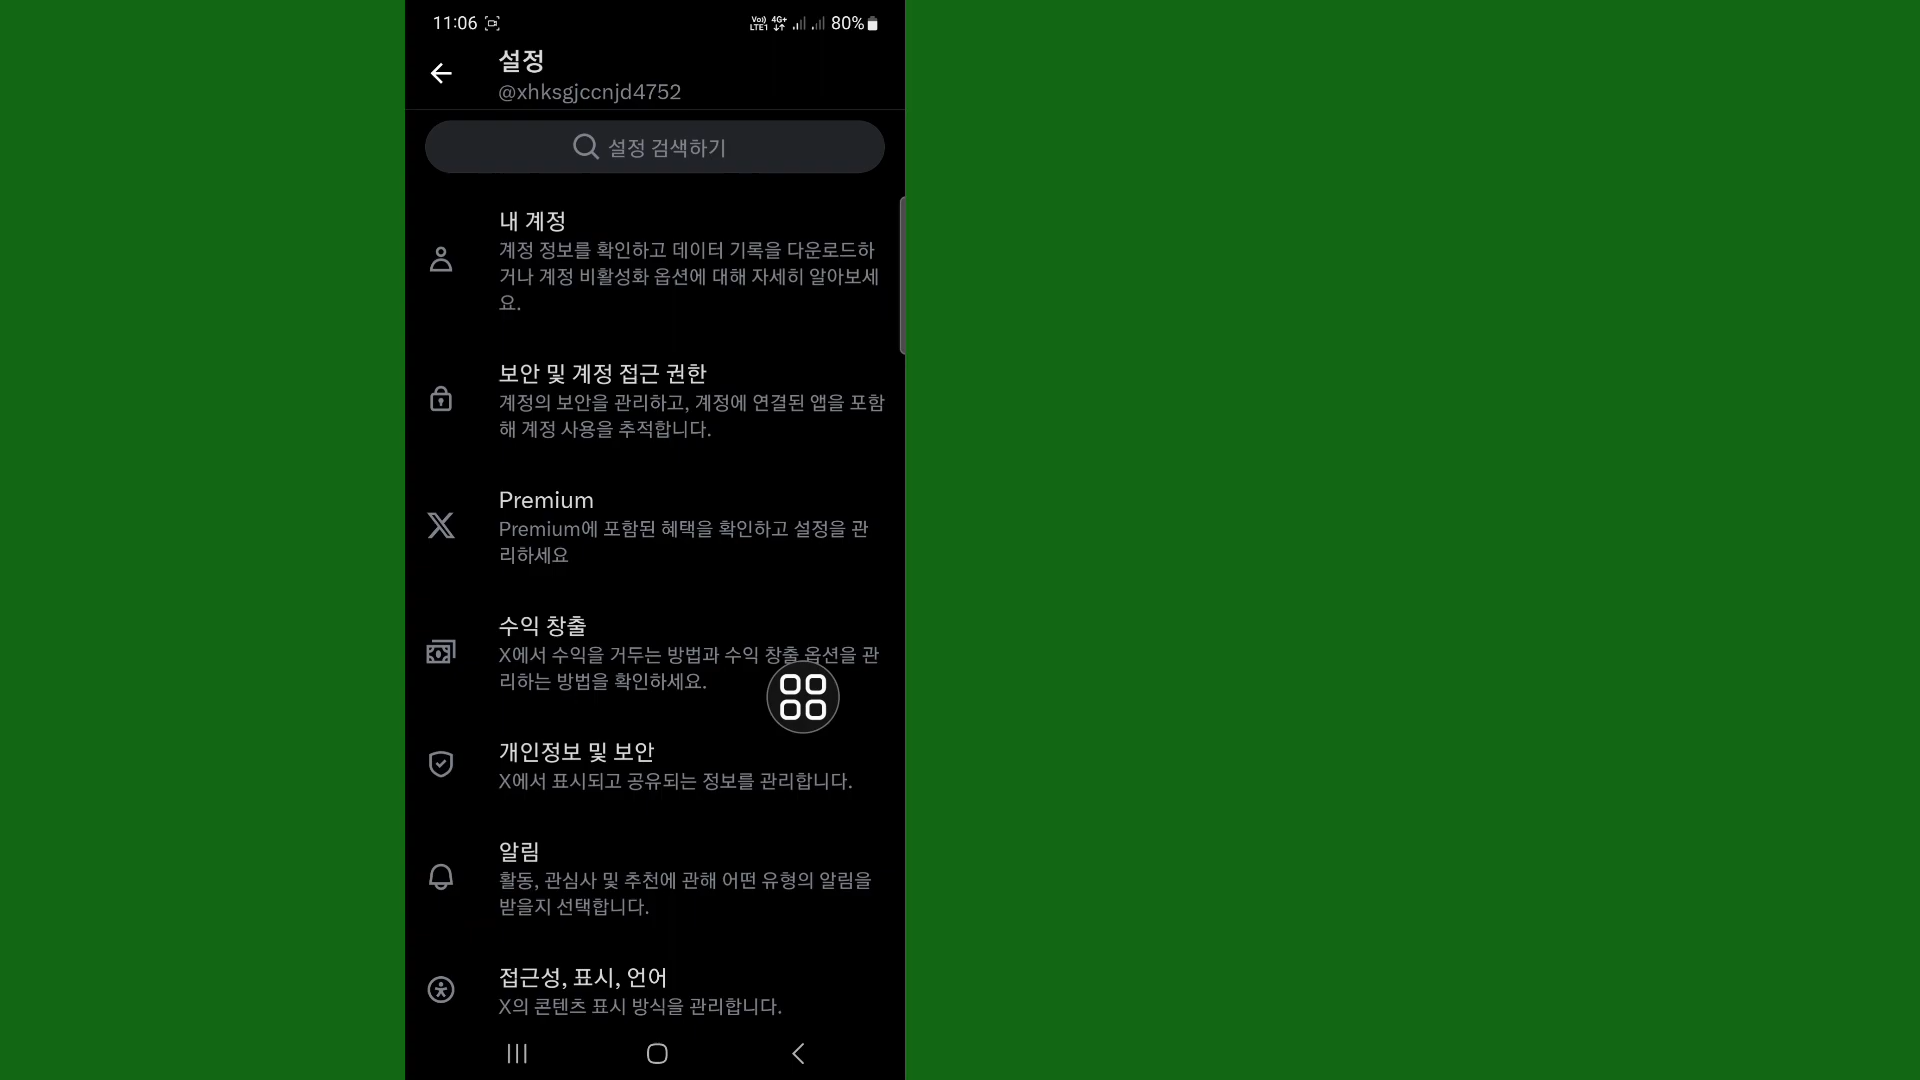 11:06
Vo)) LTE1 4G+ 80%
설정
@xhksgjccnjd4752
설정 검색하기
내 계정
계정 정보를 확인하고 데이터 기록을 다운로드하
거나 계정 비활성화 옵션에 대해 자세히 알아보세
요.
보안 및 계정 접근 권한
계정의 보안을 관리하고, 계정에 연결된 앱을 포함
해 계정 사용을 추적합니다.
Premium
Premium에 포함된 혜택을 확인하고 설정을 관
리하세요
수익 창출
X에서 수익을 거두는 방법과 수익 창출 옵션을 관
리하는 방법을 확인하세요.
개인정보 및 보안
X에서 표시되고 공유되는 정보를 관리합니다.
알림
활동, 관심사 및 추천에 관해 어떤 유형의 알림을
받을지 선택합니다.
접근성, 표시, 언어
X의 콘텐츠 표시 방식을 관리합니다.